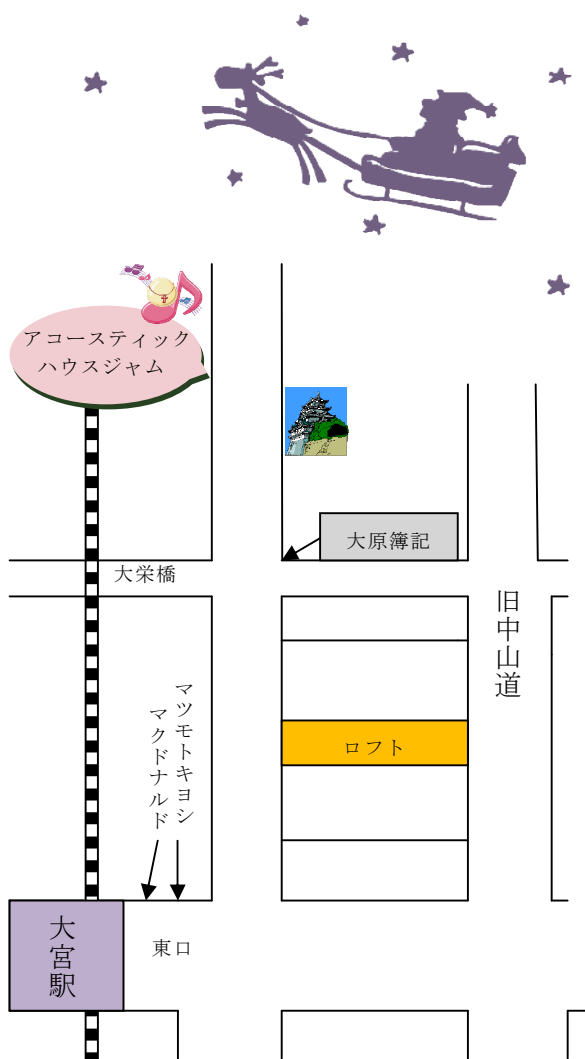 アコースティック
ハウスジャム
大原簿記
大栄橋
旧中山道
マツモトキヨシ
マクドナルド
ロフト
大宮駅
東口